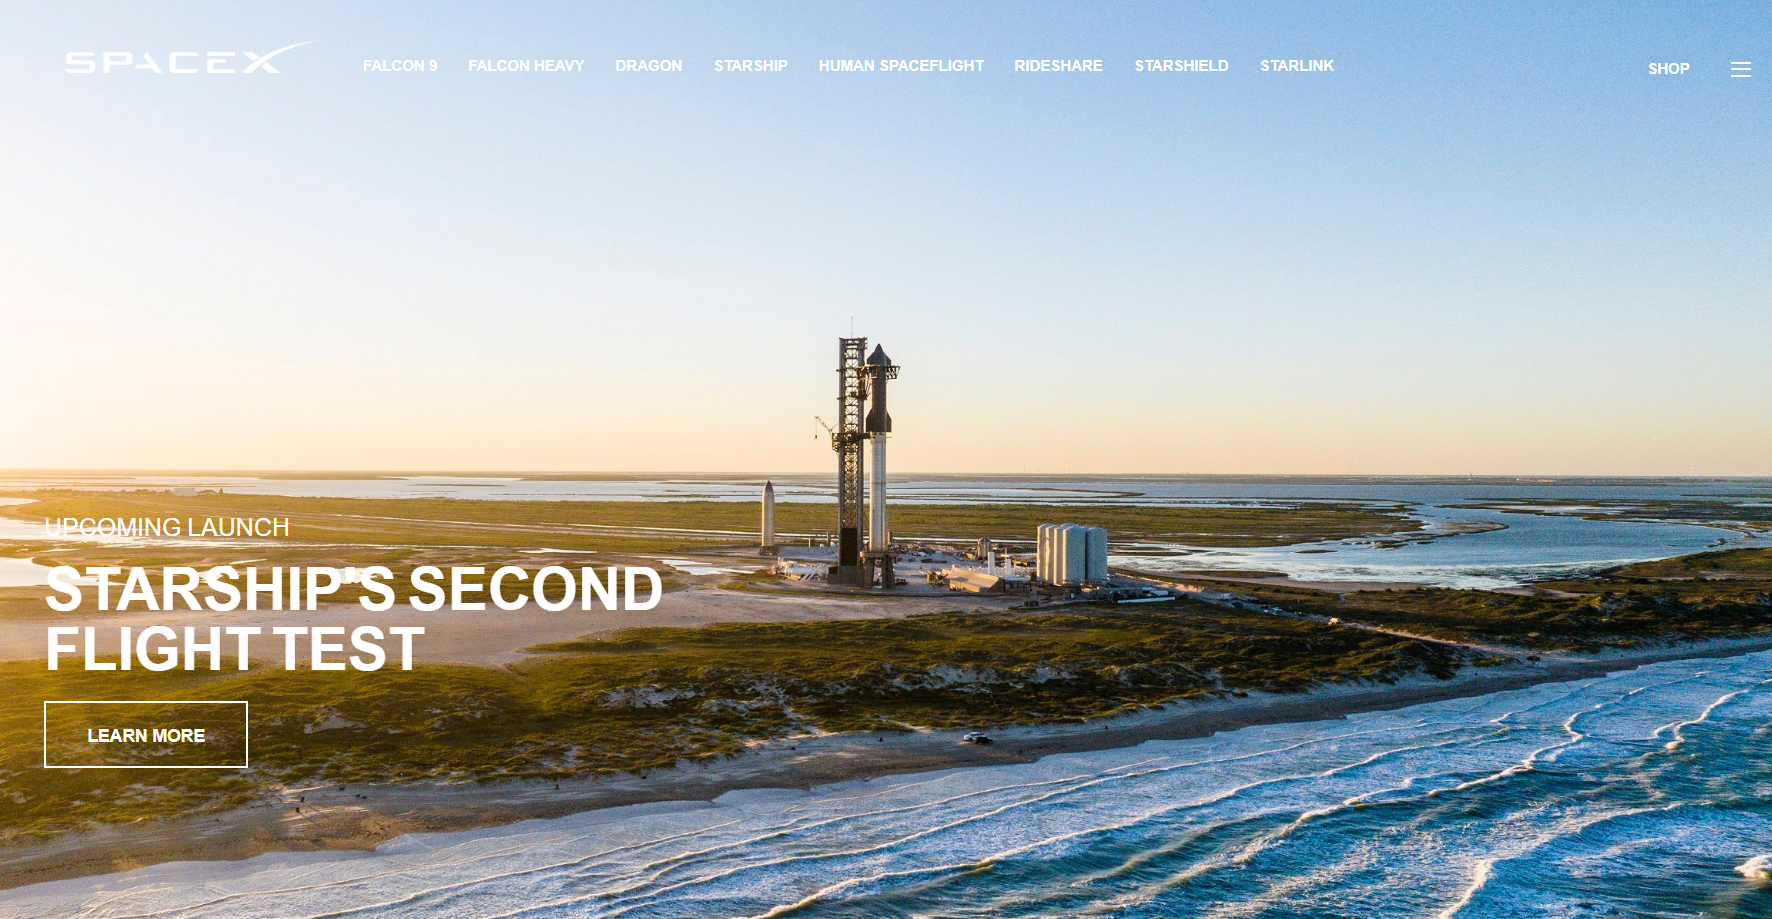 SPACEX
FALCON 9 FALCON HEAVY DRAGON STARSHIP HUMAN SPACEFLIGHT RIDESHARE STARSHIELD STARLINK
SHOP
UPCOMING LAUNCH
STARSHIP'S SECOND
FLIGHT TEST
LEARN MORE